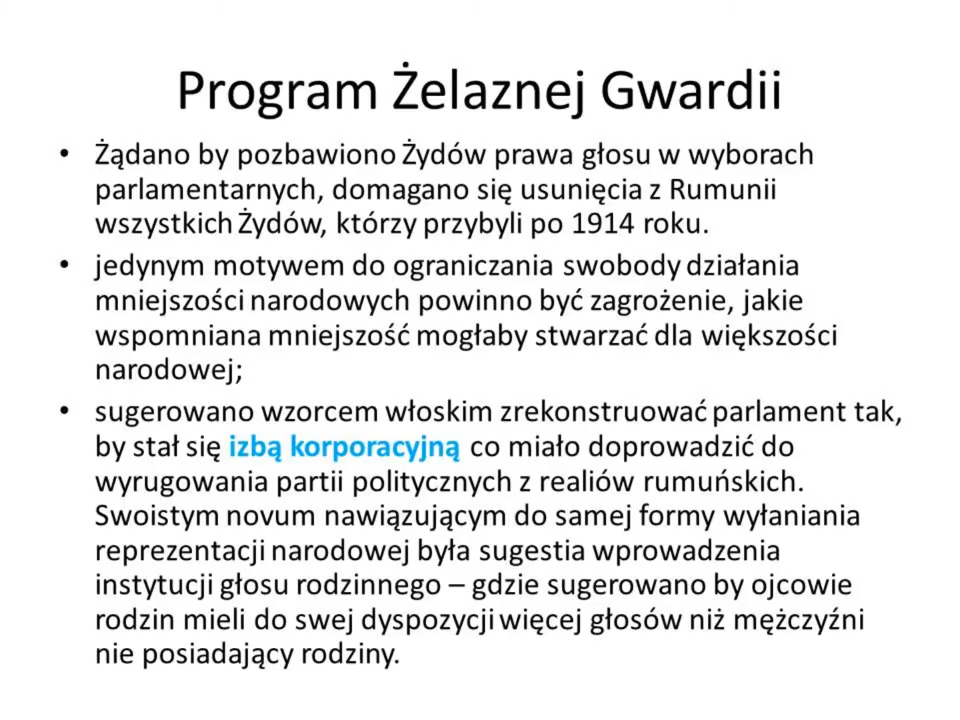 Program Żelaznej Gwardii
• Żądano by pozbawiono Żydów prawa głosu w wyborach
parlamentarnych, domagano się usunięcia z Rumunii
wszystkich Żydów, którzy przybyli po 1914 roku.
• jedynym motywem do ograniczania swobody działania
mniejszości narodowych powinno być zagrożenie, jakie
wspomniana mniejszość mogłaby stwarzać dla większości
narodowej;
• sugerowano wzorcem włoskim zrekonstruować parlament tak,
by stał się izbą korporacyjną co miało doprowadzić do
wyrugowania partii politycznych z realiów rumuńskich.
Swoistym novum nawiązującym do samej formy wyłaniania
reprezentacji narodowej była sugestia wprowadzenia
instytucji głosu rodzinnego – gdzie sugerowano by ojcowie
rodzin mieli do swej dyspozycji więcej głosów niż mężczyźni
nie posiadający rodziny.